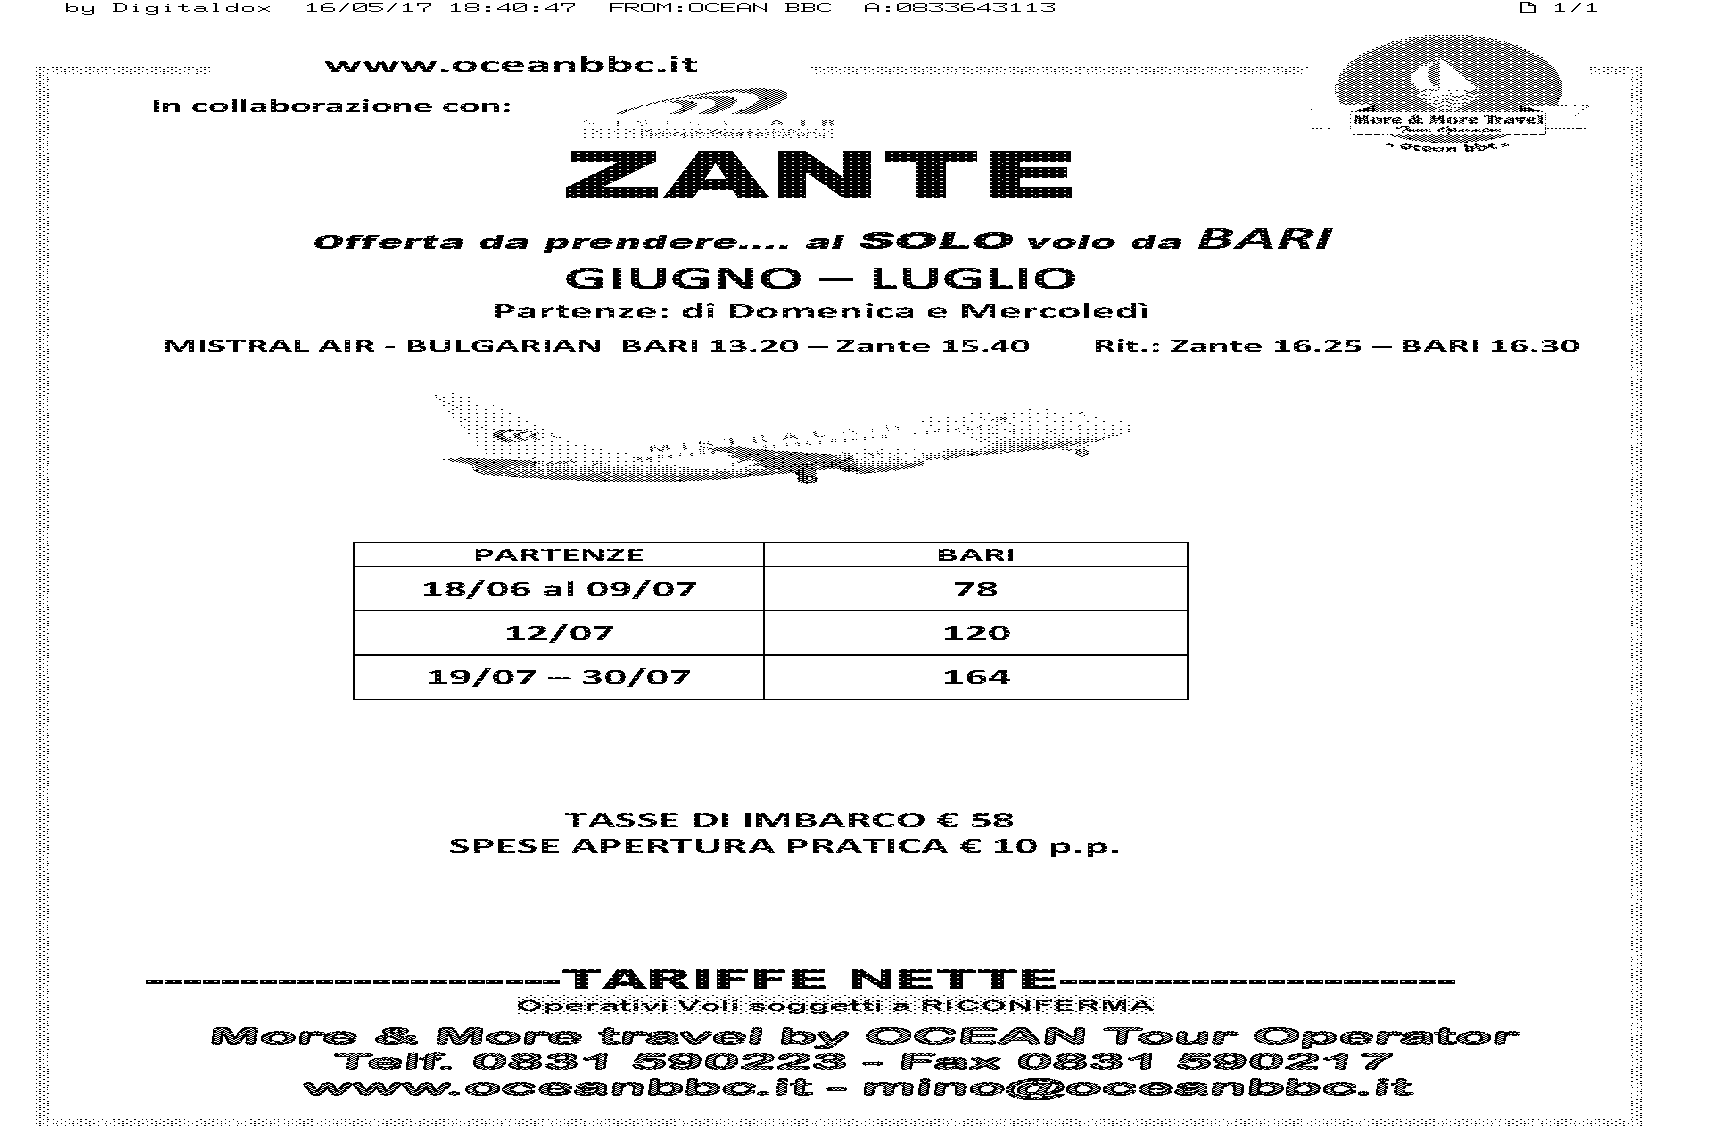 by Digitaldox 16/05/17 18:40:47 FROM:OCEAN BBC A:0833643113 1/1
www.oceanbbc.it
In collaborazione con:
More & More Travel
Tour Operator
"Ocean bbc"
ZANTE
Offerta da prendere.... al SOLO volo da BARI
GIUGNO – LUGLIO
Partenze: di Domenica e Mercoledì
MISTRAL AIR - BULGARIAN BARI 13.20 – Zante 15.40 Rit.: Zante 16.25 – BARI 16.30
PARTENZE BARI
18/06 al 09/07 78
12/07 120
19/07 – 30/07 164
TASSE DI IMBARCO € 58
SPESE APERTURA PRATICA € 10 p.p.
----------------------TARIFFE NETTE---------------------
Operativi Voli soggetti a RICONFERMA
More & More travel by OCEAN Tour Operator
Telf. 0831 590223 - Fax 0831 590217
www.oceanbbc.it - mino@oceanbbc.it